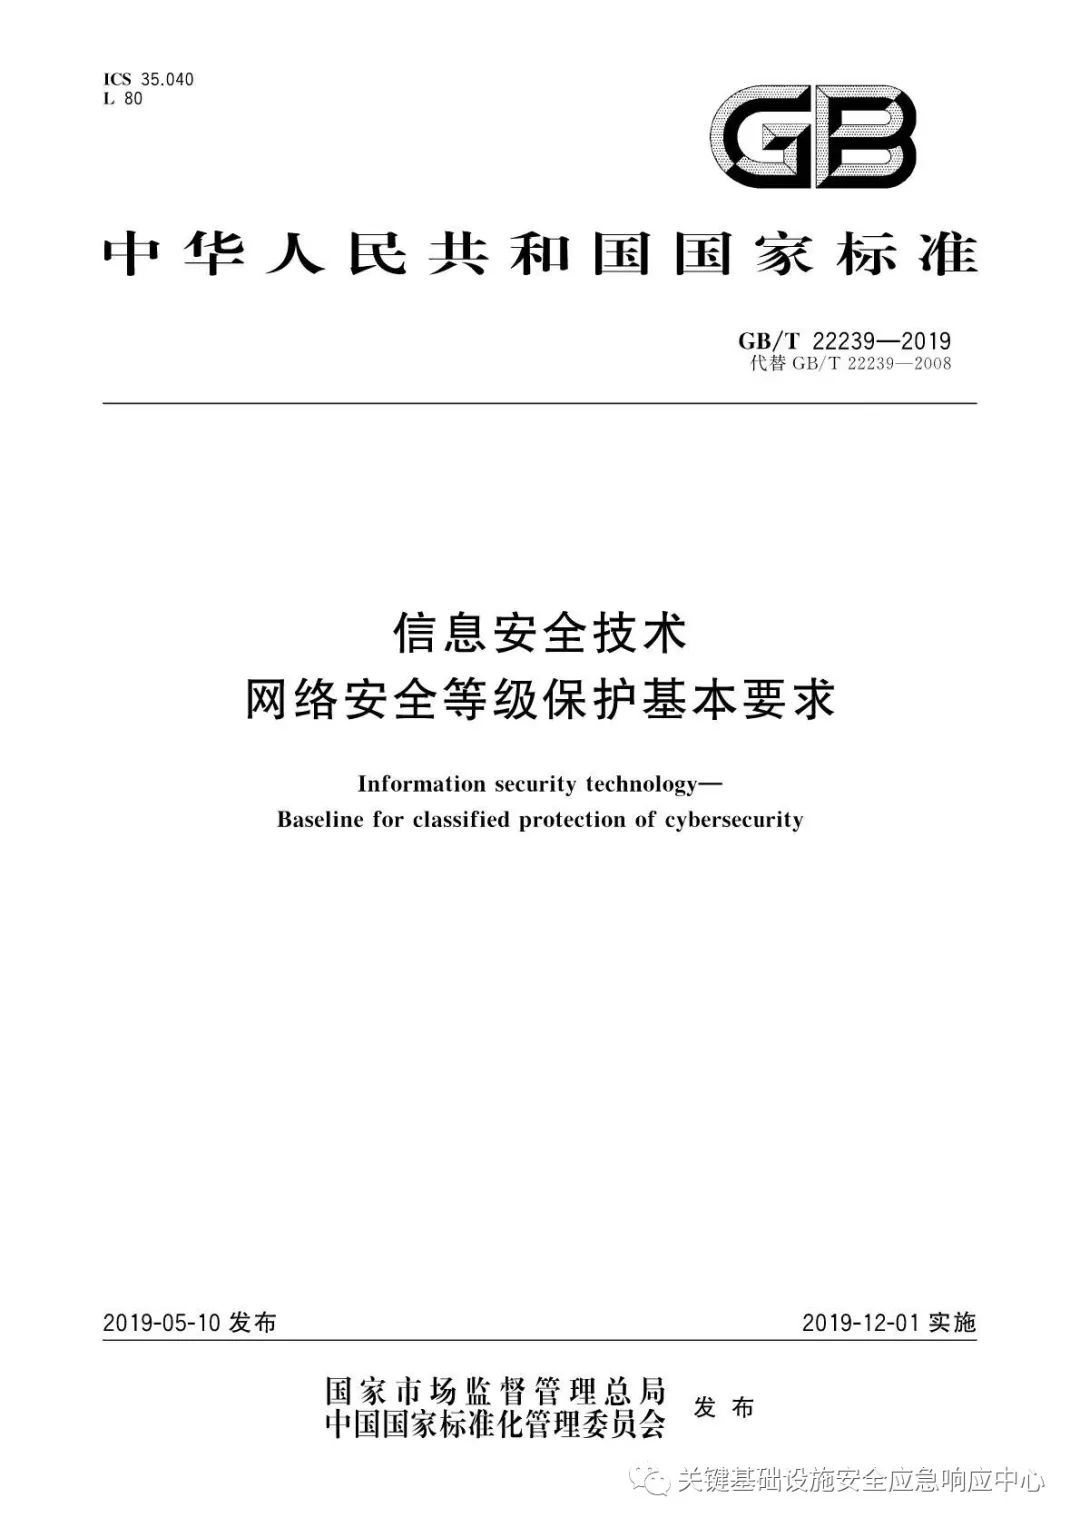 ICS 35.040
L 80
GB
中华人民共和国国家标准
GB/T 22239—2019
代替 GB/T 22239—2008
信息安全技术
网络安全等级保护基本要求
Information security technology—
Baseline for classified protection of cybersecurity
2019-05-10 发布
2019-12-01 实施
国家市场监督管理总局
中国国家标准化管理委员会
发布
关键基础设施安全应急响应中心